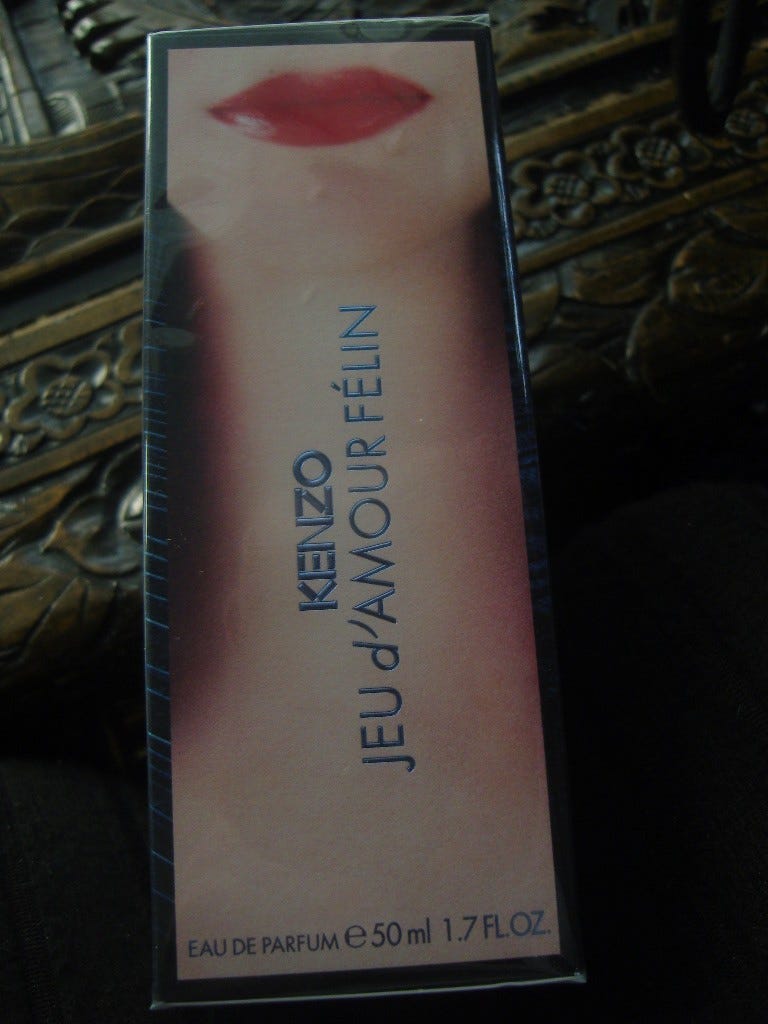 KENZO
JEU d'AMOUR FÉLIN
EAU DE PARFUM ℮ 50 ml 1.7 FL.OZ.